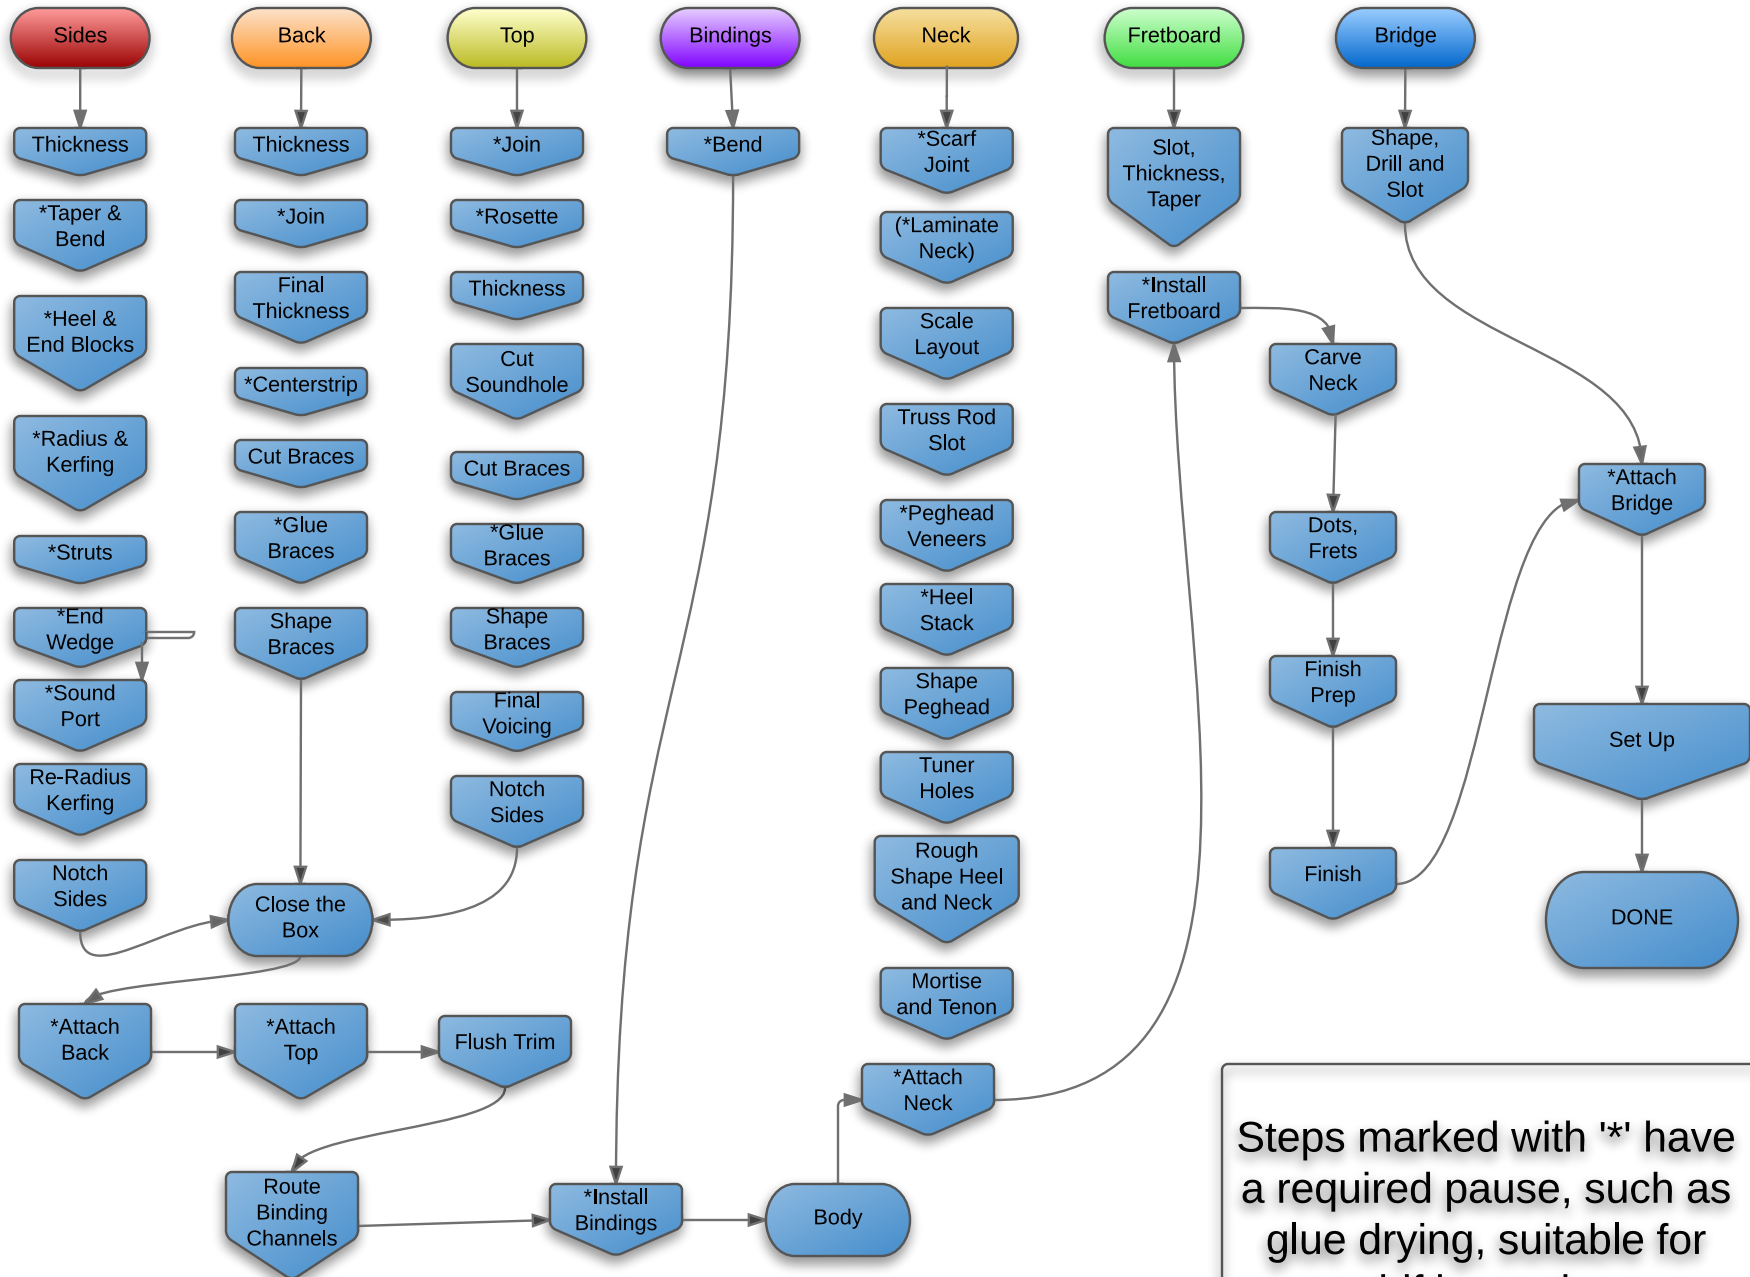 Sides
Back
Top
Bindings
Neck
Fretboard
Bridge
Thickness
*Taper &
Bend
*Heel &
End Blocks
*Radius &
Kerfing
*Struts
*End
Wedge
*Sound
Port
Re-Radius
Kerfing
Notch
Sides
Thickness
*Join
Final
Thickness
*Centerstrip
Cut Braces
*Glue
Braces
Shape
Braces
Close the
Box
*Join
*Rosette
Thickness
Cut
Soundhole
Cut Braces
*Glue
Braces
Shape
Braces
Final
Voicing
Notch
Sides
*Attach
Back
*Attach
Top
Flush Trim
Route
Binding
Channels
*Bend
*Install
Bindings
Body
*Scarf
Joint
(*Laminate
Neck)
Scale
Layout
Truss Rod
Slot
*Peghead
Veneers
*Heel
Stack
Shape
Peghead
Tuner
Holes
Rough
Shape Heel
and Neck
Mortise
and Tenon
*Attach
Neck
Slot,
Thickness,
Taper
*Install
Fretboard
Carve
Neck
Dots,
Frets
Finish
Prep
Finish
Shape,
Drill and
Slot
*Attach
Bridge
Set Up
DONE
Steps marked with '*' have
a required pause, such as
glue drying, suitable for